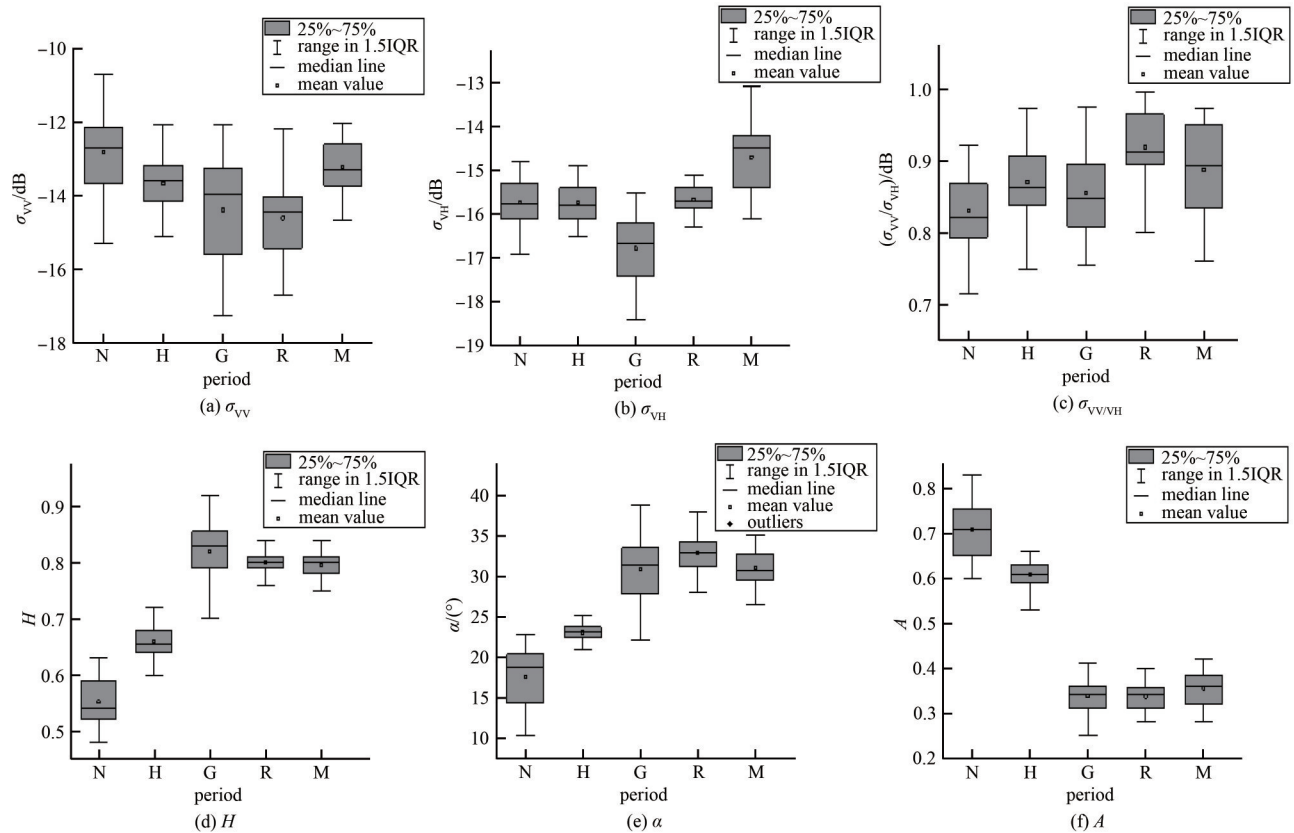 25%~75%
range in 1.5IQR
median line
mean value
−10
−12
−14
−16
−18
σVV/dB
N H G R M
period
(a) σVV
25%~75%
range in 1.5IQR
median line
mean value
−13
−14
−15
−16
−17
−18
−19
σVH/dB
N H G R M
period
(b) σVH
25%~75%
range in 1.5IQR
median line
mean value
1.0
0.9
0.8
0.7
(σVV/σVH)/dB
N H G R M
period
(c) σVV/VH
25%~75%
range in 1.5IQR
median line
mean value
0.9
0.8
0.7
0.6
0.5
H
N H G R M
period
(d) H
25%~75%
range in 1.5IQR
median line
mean value
outliers
40
35
30
25
20
15
10
α/(°)
N H G R M
period
(e) α
25%~75%
range in 1.5IQR
median line
mean value
0.8
0.7
0.6
0.5
0.4
0.3
0.2
A
N H G R M
period
(f) A